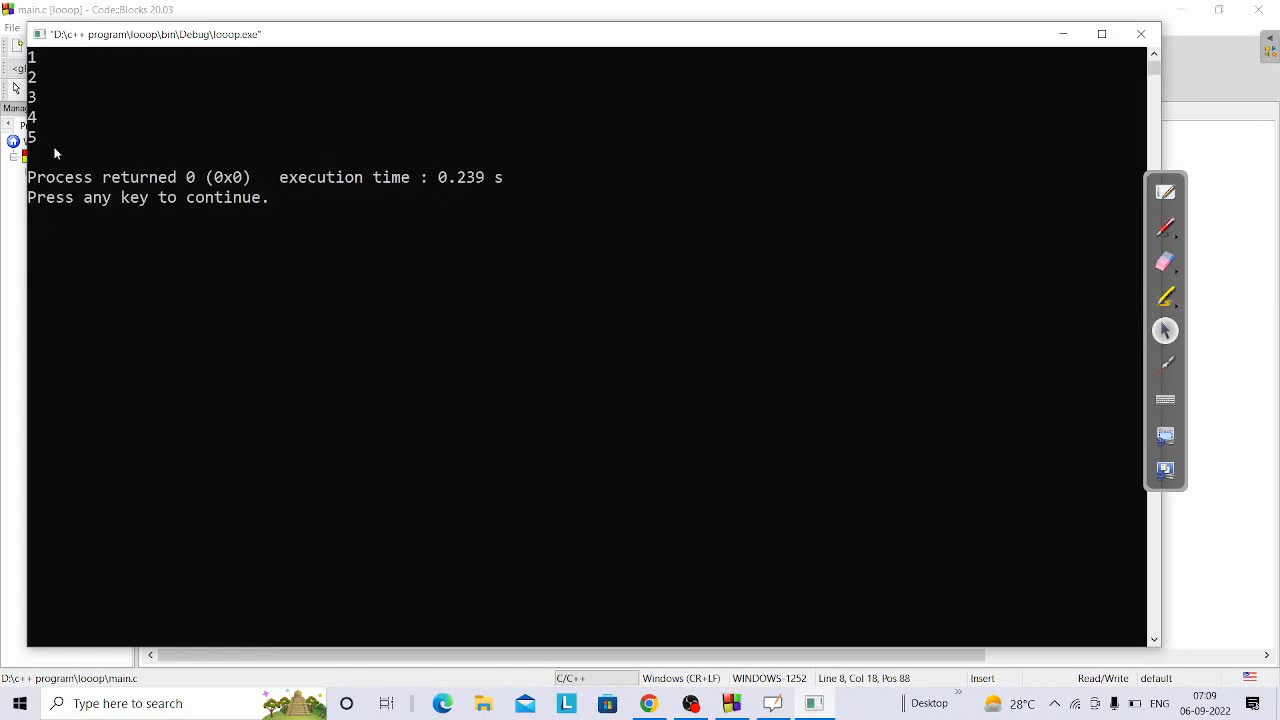 main.c [looop] - Code::Blocks 20.03
File
"D:\c++ program\looop\bin\Debug\looop.exe"
1
2
3
4
5
Process returned 0 (0x0)   execution time : 0.239 s
Press any key to continue.
<gl
Manag
D:\c++ program\looop\main.c
C/C++
Windows (CR+LF)
WINDOWS-1252
Line 8, Col 18, Pos 88
Insert
Read/Write
default
Type here to search
L
Desktop
28°C
ENG
07:09
06-09-2022